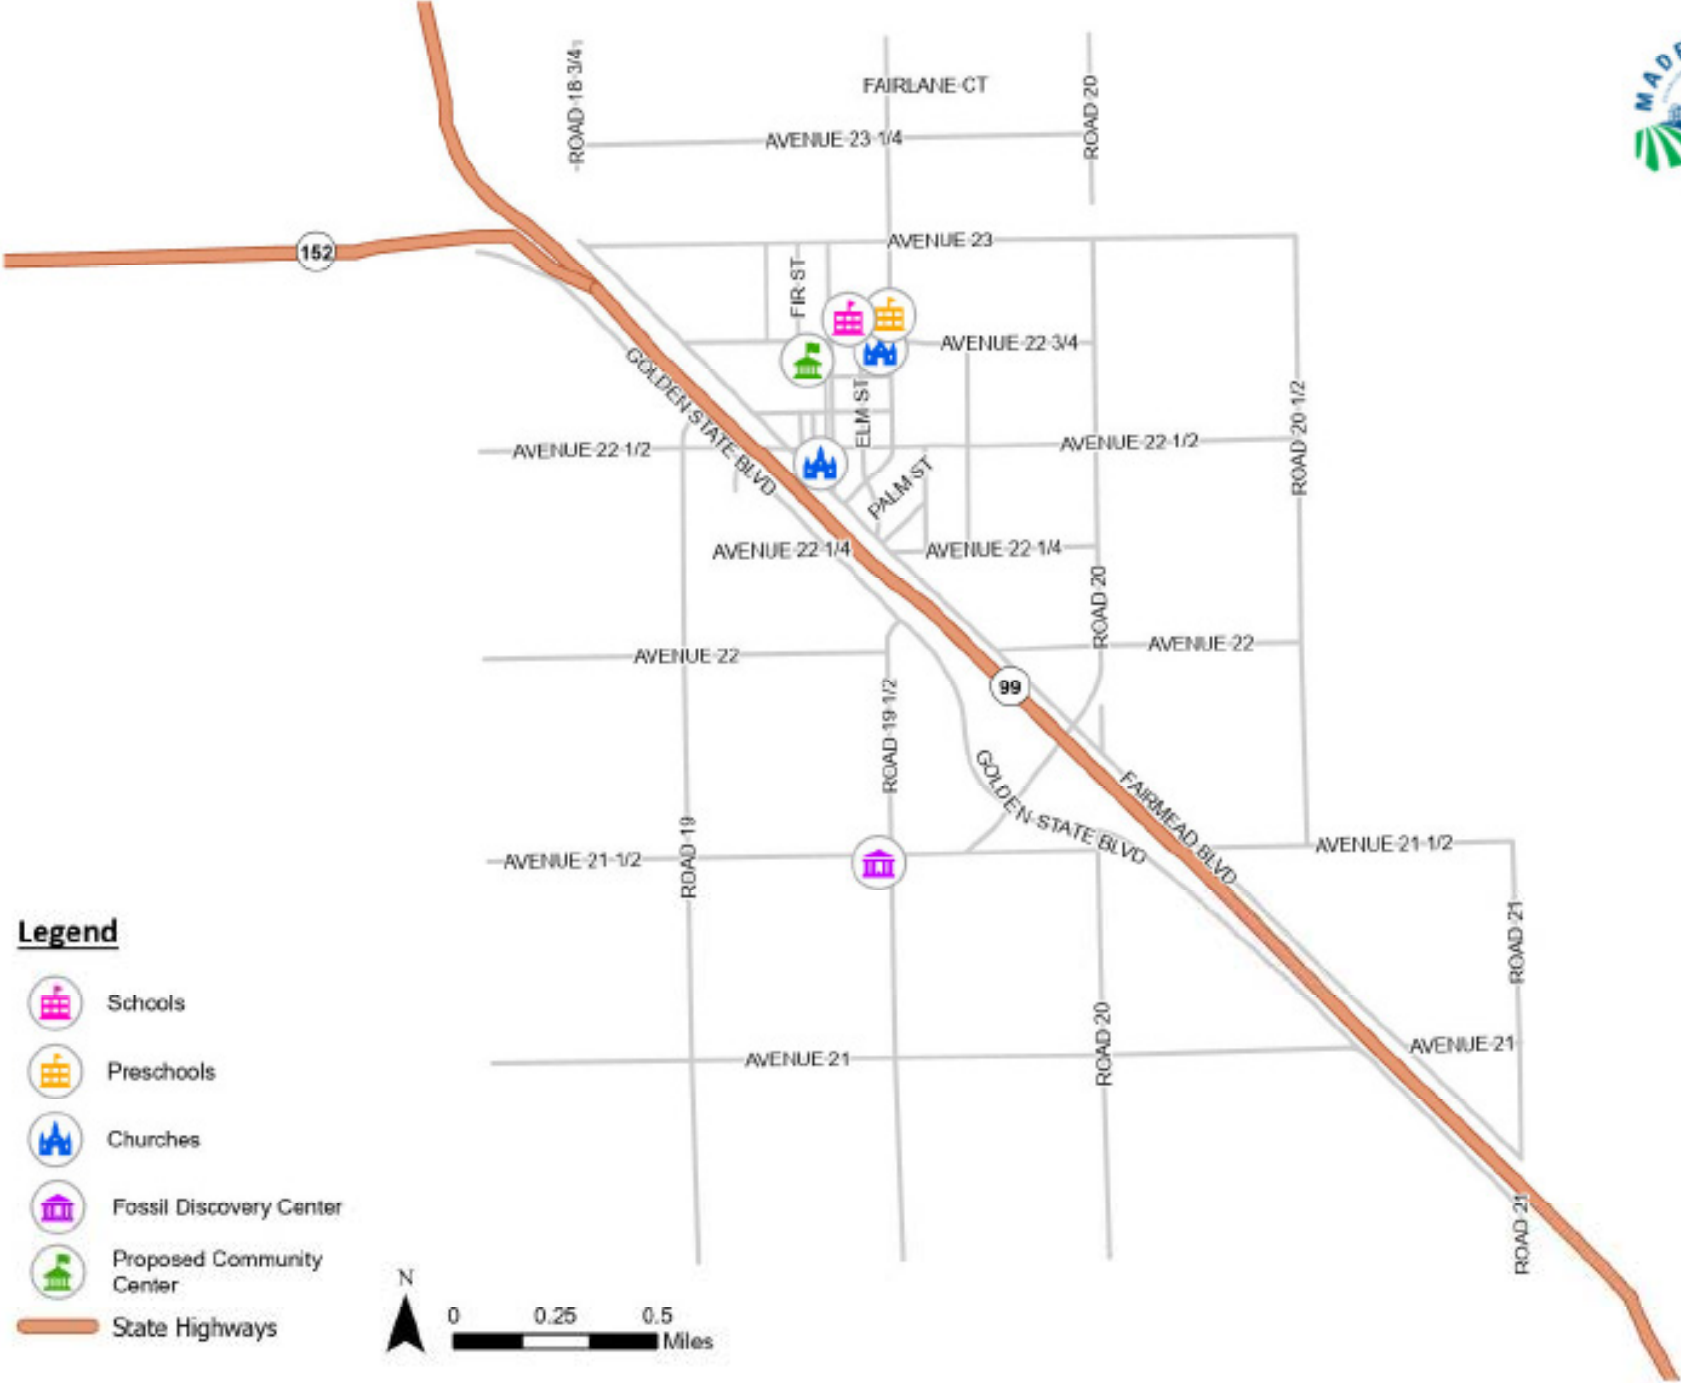 MADE
ROAD 18 3/4
FAIRLANE CT
ROAD 20
AVENUE 23 1/4
AVENUE 23
152
FIR ST
AVENUE 22 3/4
GOLDEN STATE BLVD
ELM ST
ROAD 20 1/2
AVENUE 22 1/2
AVENUE 22 1/2
PALM ST
AVENUE 22 1/4
AVENUE 22 1/4
ROAD 20
AVENUE 22
AVENUE 22
99
ROAD 19 1/2
GOLDEN STATE BLVD
FAIRMEAD BLVD
ROAD 19
AVENUE 21 1/2
AVENUE 21 1/2
ROAD 21
AVENUE 21
AVENUE 21
ROAD 20
ROAD 21
Legend
Schools
Preschools
Churches
Fossil Discovery Center
Proposed Community
Center
State Highways
N
0 0.25 0.5
Miles